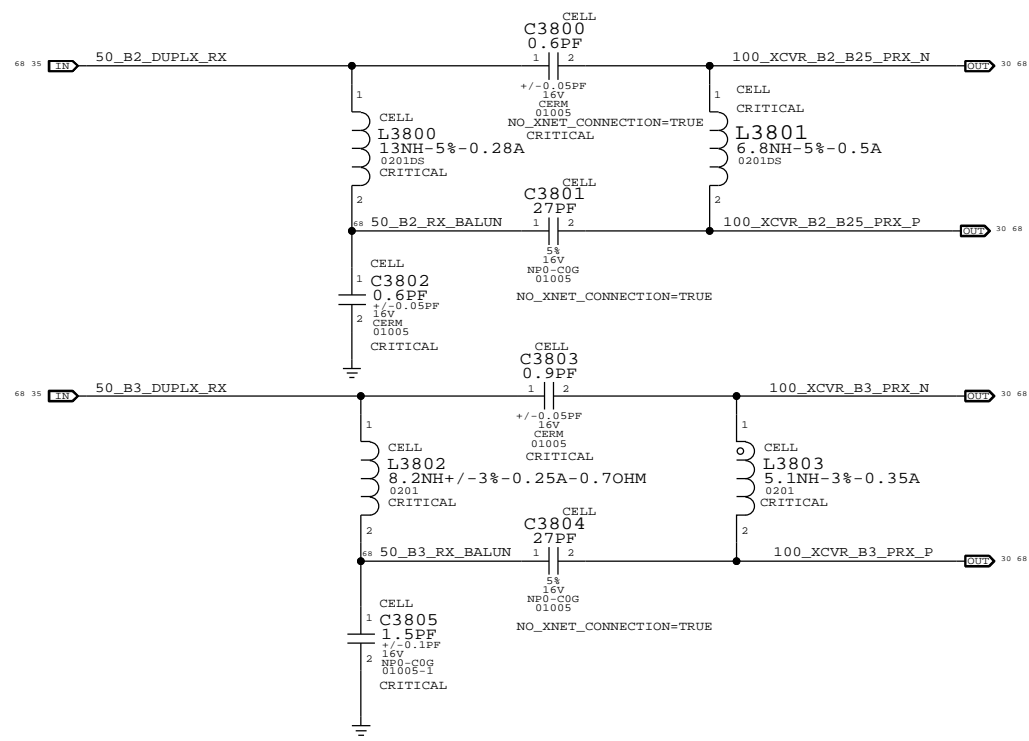 CELL
C3800
0.6PF
68 35 IN 50_B2_DUPLX_RX
1 2
100_XCVR_B2_B25_PRX_N OUT 30 68
+/-0.05PF
16V
CERM
01005
NO_XNET_CONNECTION=TRUE
CRITICAL
1
CELL
L3800
13NH-5%-0.28A
0201DS
CRITICAL
2
1
CELL
CRITICAL
L3801
6.8NH-5%-0.5A
0201DS
2
CELL
C3801
27PF
68 50_B2_RX_BALUN
1 2
100_XCVR_B2_B25_PRX_P OUT 30 68
5%
16V
NP0-C0G
01005
NO_XNET_CONNECTION=TRUE
CELL
1
C3802
0.6PF
+/-0.05PF
2
16V
CERM
01005
CRITICAL
CELL
C3803
0.9PF
68 35 IN 50_B3_DUPLX_RX
1 2
100_XCVR_B3_PRX_N OUT 30 68
+/-0.05PF
16V
CERM
01005
CRITICAL
1
CELL
L3802
8.2NH+/-3%-0.25A-0.7OHM
0201
CRITICAL
2
1
CELL
L3803
5.1NH-3%-0.35A
0201
CRITICAL
2
CELL
C3804
27PF
68 50_B3_RX_BALUN
1 2
100_XCVR_B3_PRX_P OUT 30 68
5%
16V
NP0-C0G
01005
NO_XNET_CONNECTION=TRUE
CELL
1
C3805
1.5PF
+/-0.1PF
2
16V
NP0-C0G
01005-1
CRITICAL